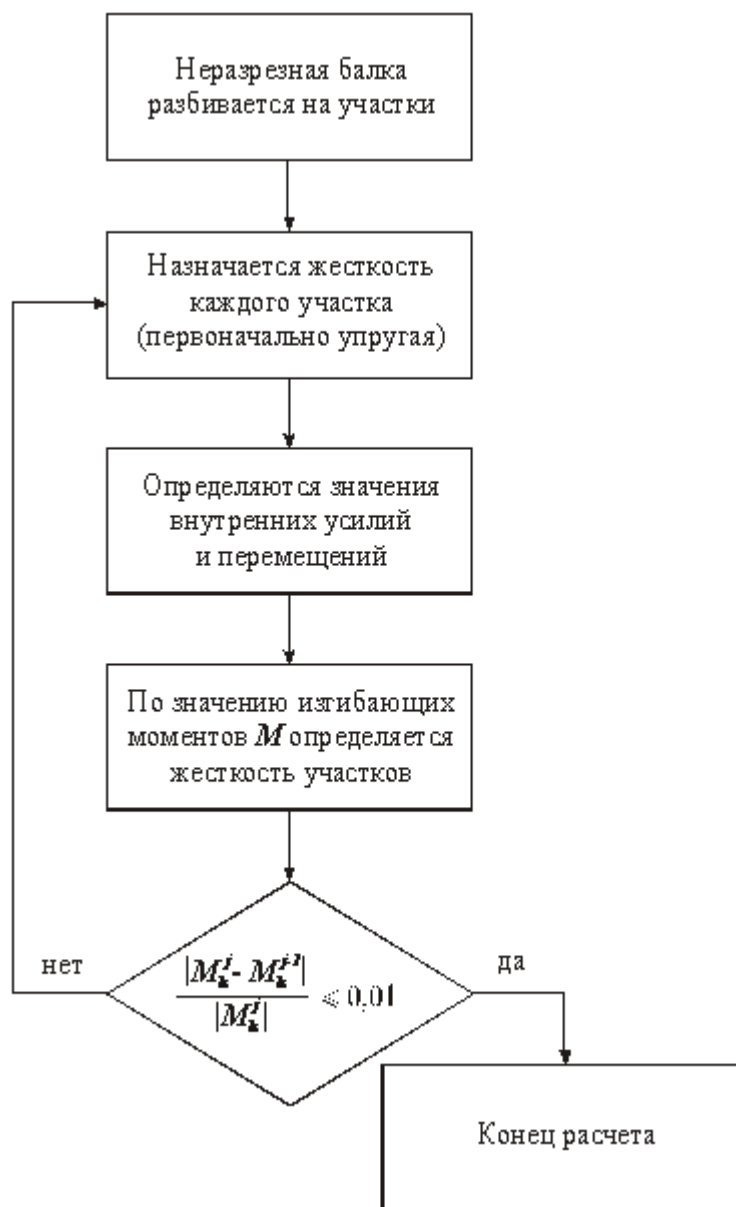 Неразрезная балка
разбивается на участки
Назначается жесткость
каждого участка
(первоначально упругая)
Определяются значения
внутренних усилий
и перемещений
По значению изгибающих
моментов M определяется
жесткость участков
нет
|M_k^j - M_k^{j-1}| / |M_k^j| ⩽ 0,01
да
Конец расчета